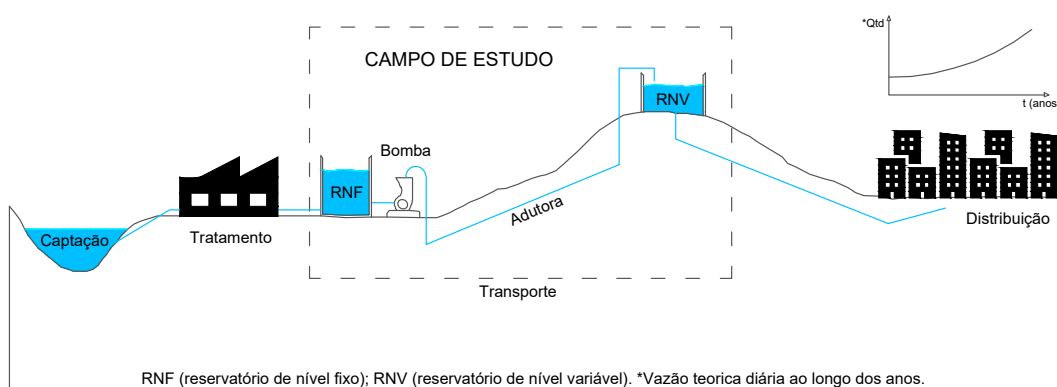 *Qtd
CAMPO DE ESTUDO
t (anos
RNV
Bomba
RNF
Adutora
Captação
Tratamento
Distribuição
Transporte
RNF (reservatório de nível fixo); RNV (reservatório de nível variável). *Vazão teorica diária ao longo dos anos.